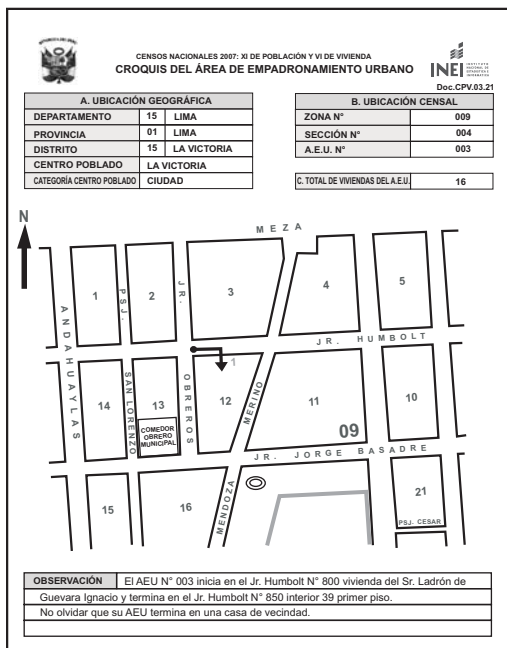 CENSOS NACIONALES 2007: XI DE POBLACIÓN Y VI DE VIVIENDA
CROQUIS DEL ÁREA DE EMPADRONAMIENTO URBANO
INEI
INSTITUTO NACIONAL DE ESTADÍSTICA E INFORMÁTICA
Doc.CPV.03.21
A. UBICACIÓN GEOGRÁFICA
DEPARTAMENTO 15 LIMA
PROVINCIA 01 LIMA
DISTRITO 15 LA VICTORIA
CENTRO POBLADO LA VICTORIA
CATEGORÍA CENTRO POBLADO CIUDAD
B. UBICACIÓN CENSAL
ZONA N° 009
SECCIÓN N° 004
A.E.U. N° 003
C. TOTAL DE VIVIENDAS DEL A.E.U. 16
N
MEZA
1
2
3
4
5
ANDAHUAYLAS
PSJ.
SAN LORENZO
JR.
OBREROS
JR. HUMBOLT
1
14
13
12
11
10
COMEDOR
OBRERO
MUNICIPAL
MERINO
09
JR. JORGE BASADRE
MENDOZA
15
16
21
PSJ. CESAR
OBSERVACIÓN El AEU N° 003 inicia en el Jr. Humbolt N° 800 vivienda del Sr. Ladrón de
Guevara Ignacio y termina en el Jr. Humbolt N° 850 interior 39 primer piso.
No olvidar que su AEU termina en una casa de vecindad.